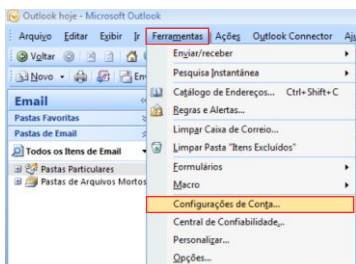 Outlook hoje - Microsoft Outlook
Arquivo Editar Exibir Ir Ferramentas Ações Outlook Connector
Voltar
Novo
Email
Pastas Favoritas
Pastas de Email
Todos os Itens de Email
Pastas Particulares
Pastas de Arquivos Mortos
Enviar/receber
Pesquisa Instantânea
Catálogo de Endereços... Ctrl+Shift+C
Regras e Alertas...
Limpar Caixa de Correio...
Limpar Pasta "Itens Excluídos"
Formulários
Macro
Configurações de Conta...
Central de Confiabilidade...
Personalizar...
Opções...